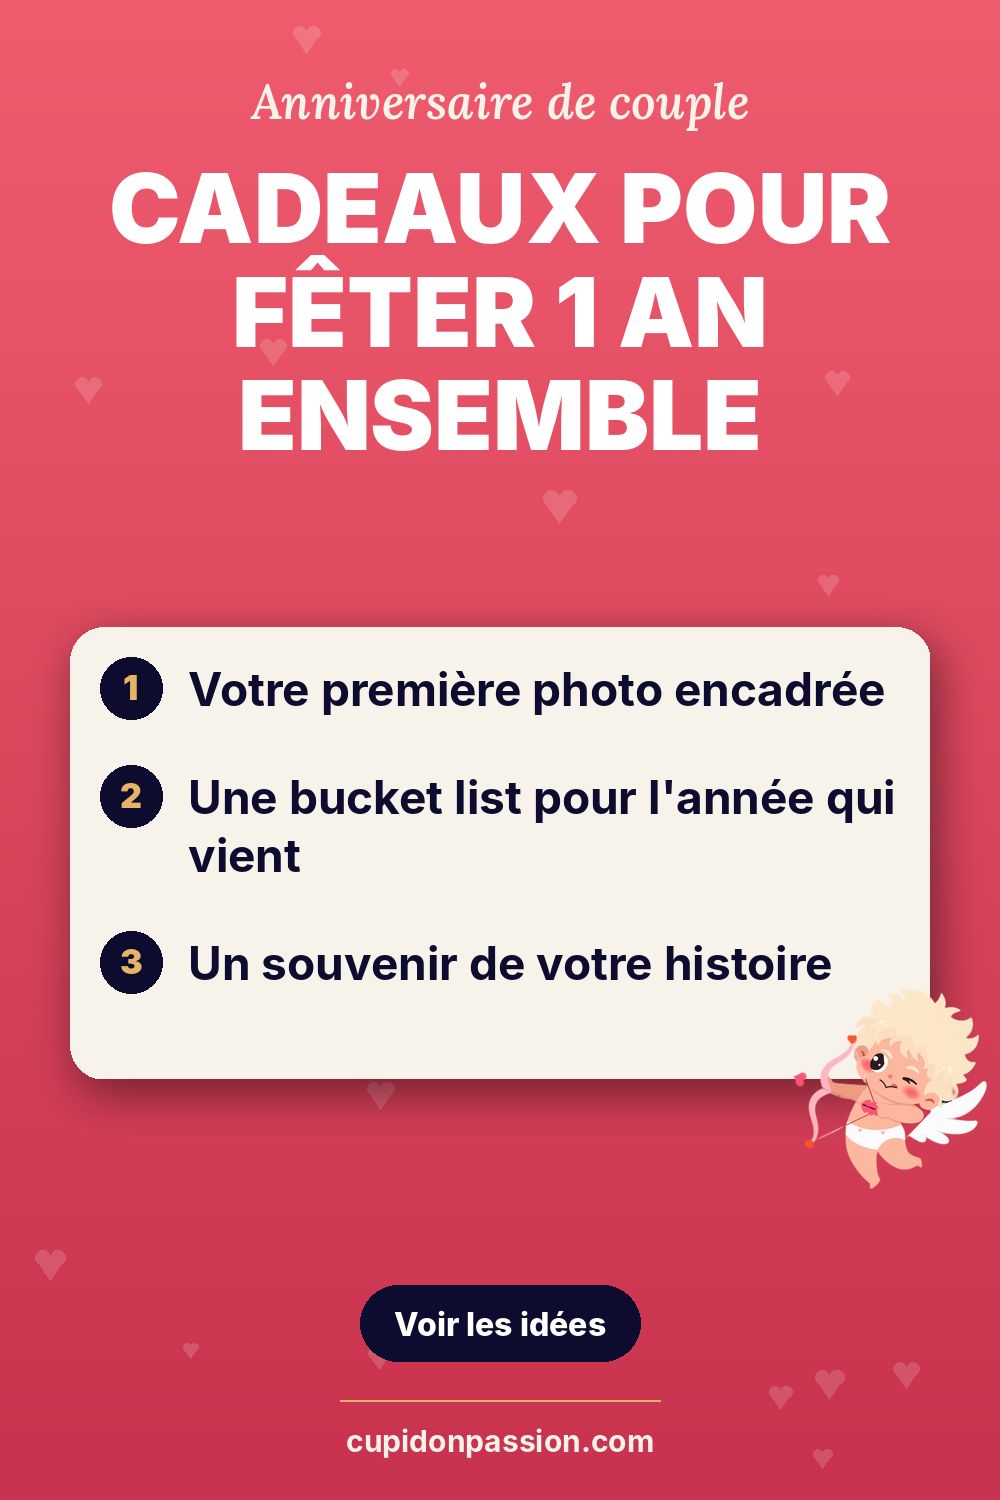 Anniversaire de couple
CADEAUX POUR
FÊTER 1 AN
ENSEMBLE
1 Votre première photo encadrée
2 Une bucket list pour l'année qui
vient
3 Un souvenir de votre histoire
Voir les idées
cupidonpassion.com